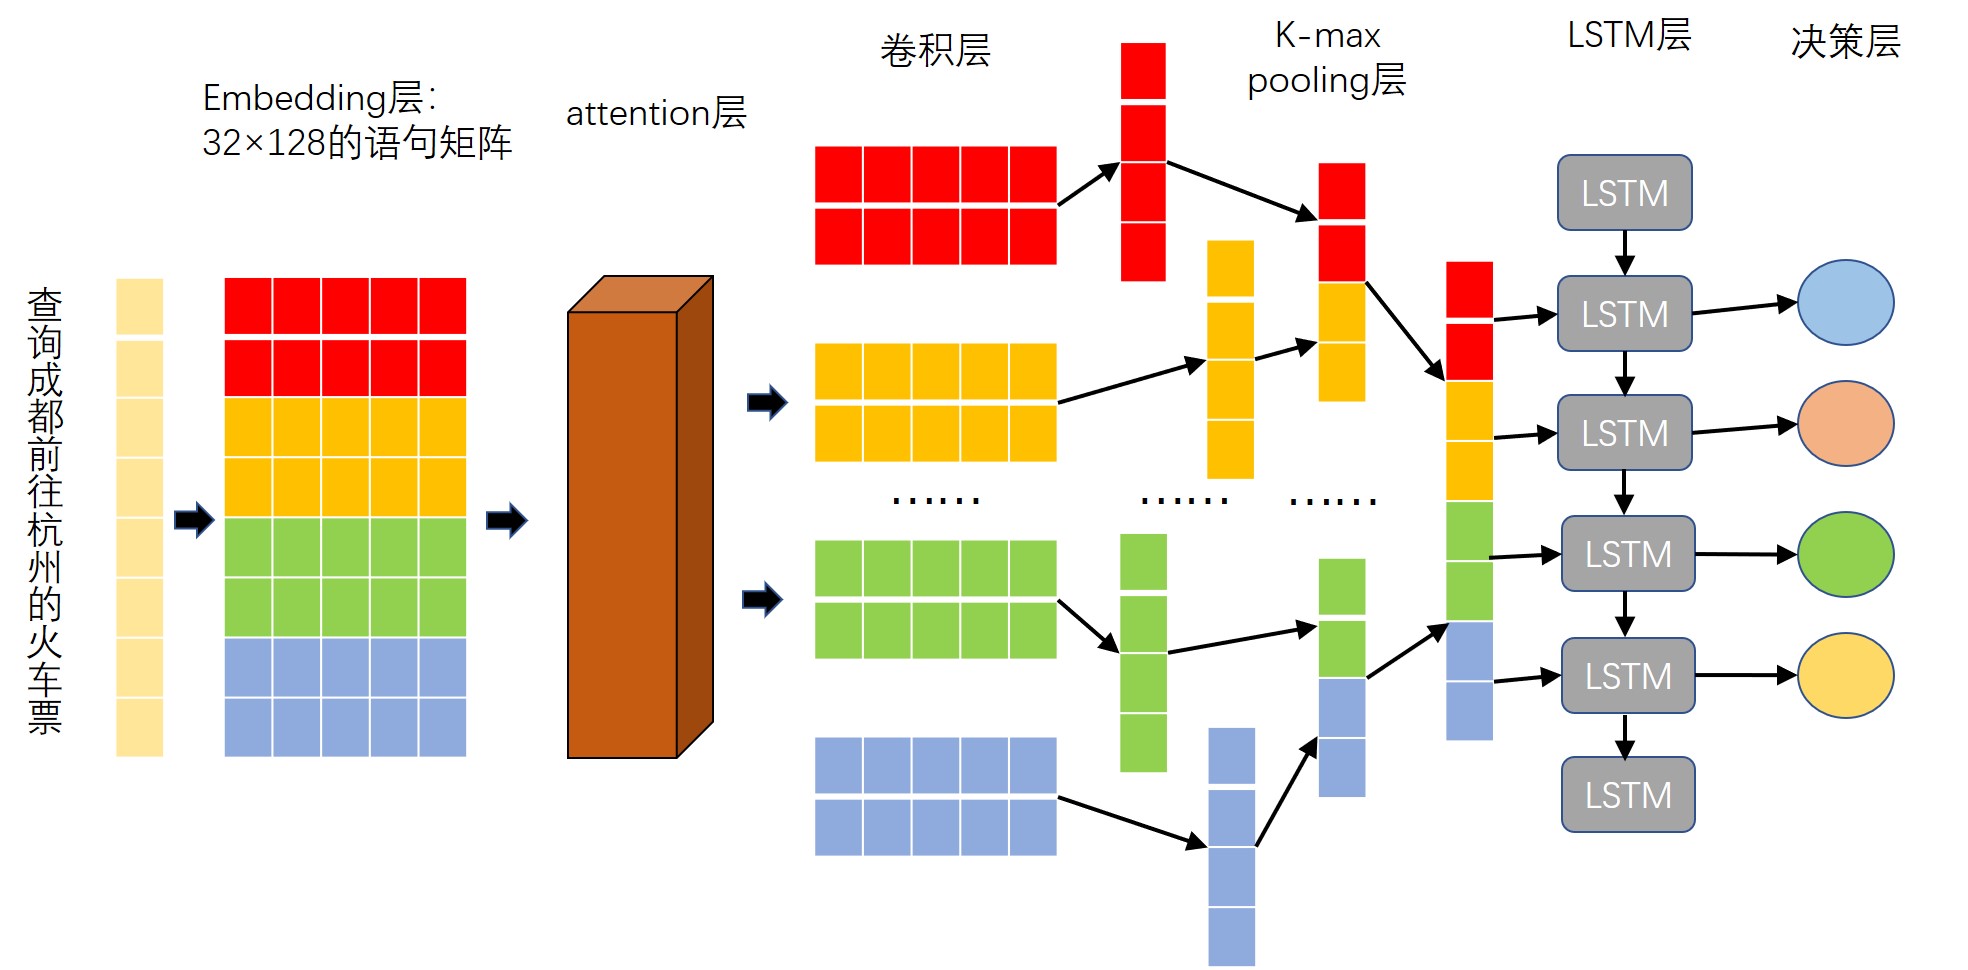 查询成都前往杭州的火车票
Embedding层:
32×128的语句矩阵
attention层
卷积层
K-max
pooling层
LSTM层
决策层
LSTM
LSTM
LSTM
LSTM
LSTM
LSTM
……
……
……